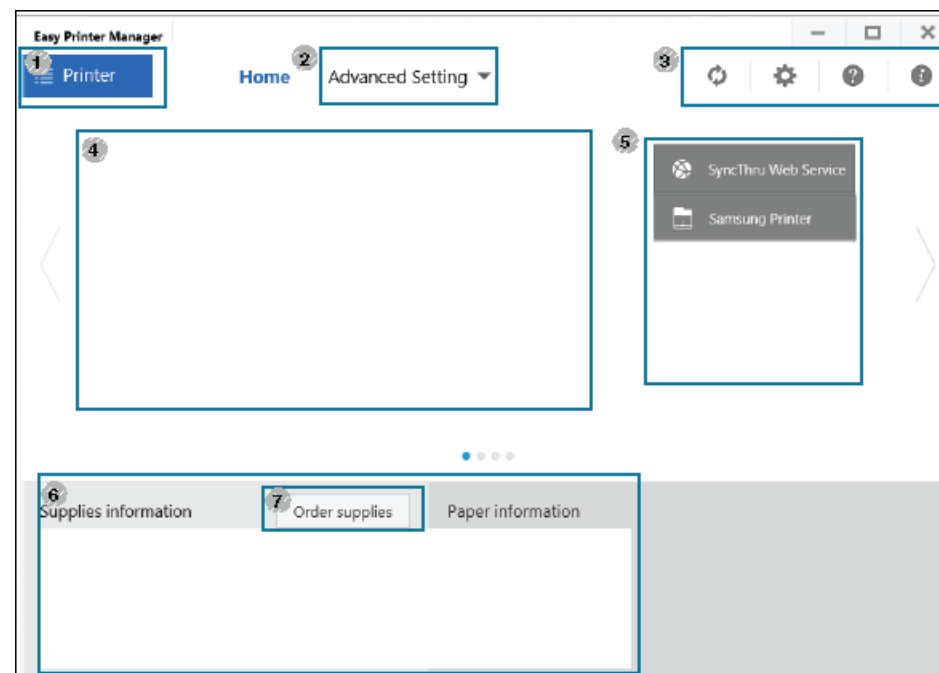 Easy Printer Manager
1 Printer
Home
2 Advanced Setting
3
4
5
SyncThru Web Service
Samsung Printer
6 Supplies information
7 Order supplies
Paper information